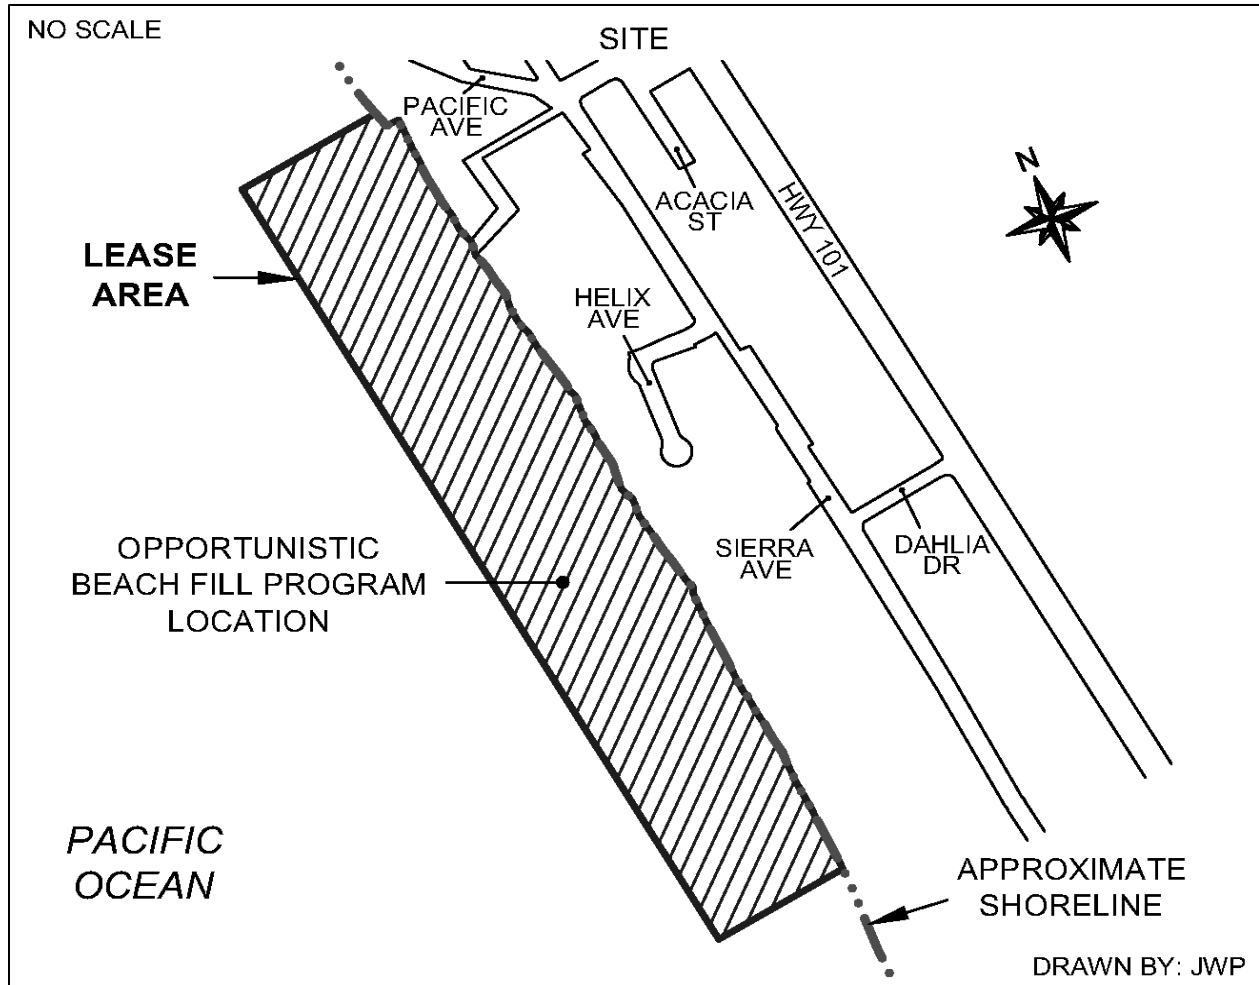 NO SCALE
SITE
PACIFIC
AVE
ACACIA
ST
N
HWY 101
LEASE
AREA
HELIX
AVE
OPPORTUNISTIC
BEACH FILL PROGRAM
LOCATION
SIERRA
AVE
DAHLIA
DR
PACIFIC
OCEAN
APPROXIMATE
SHORELINE
DRAWN BY: JWP